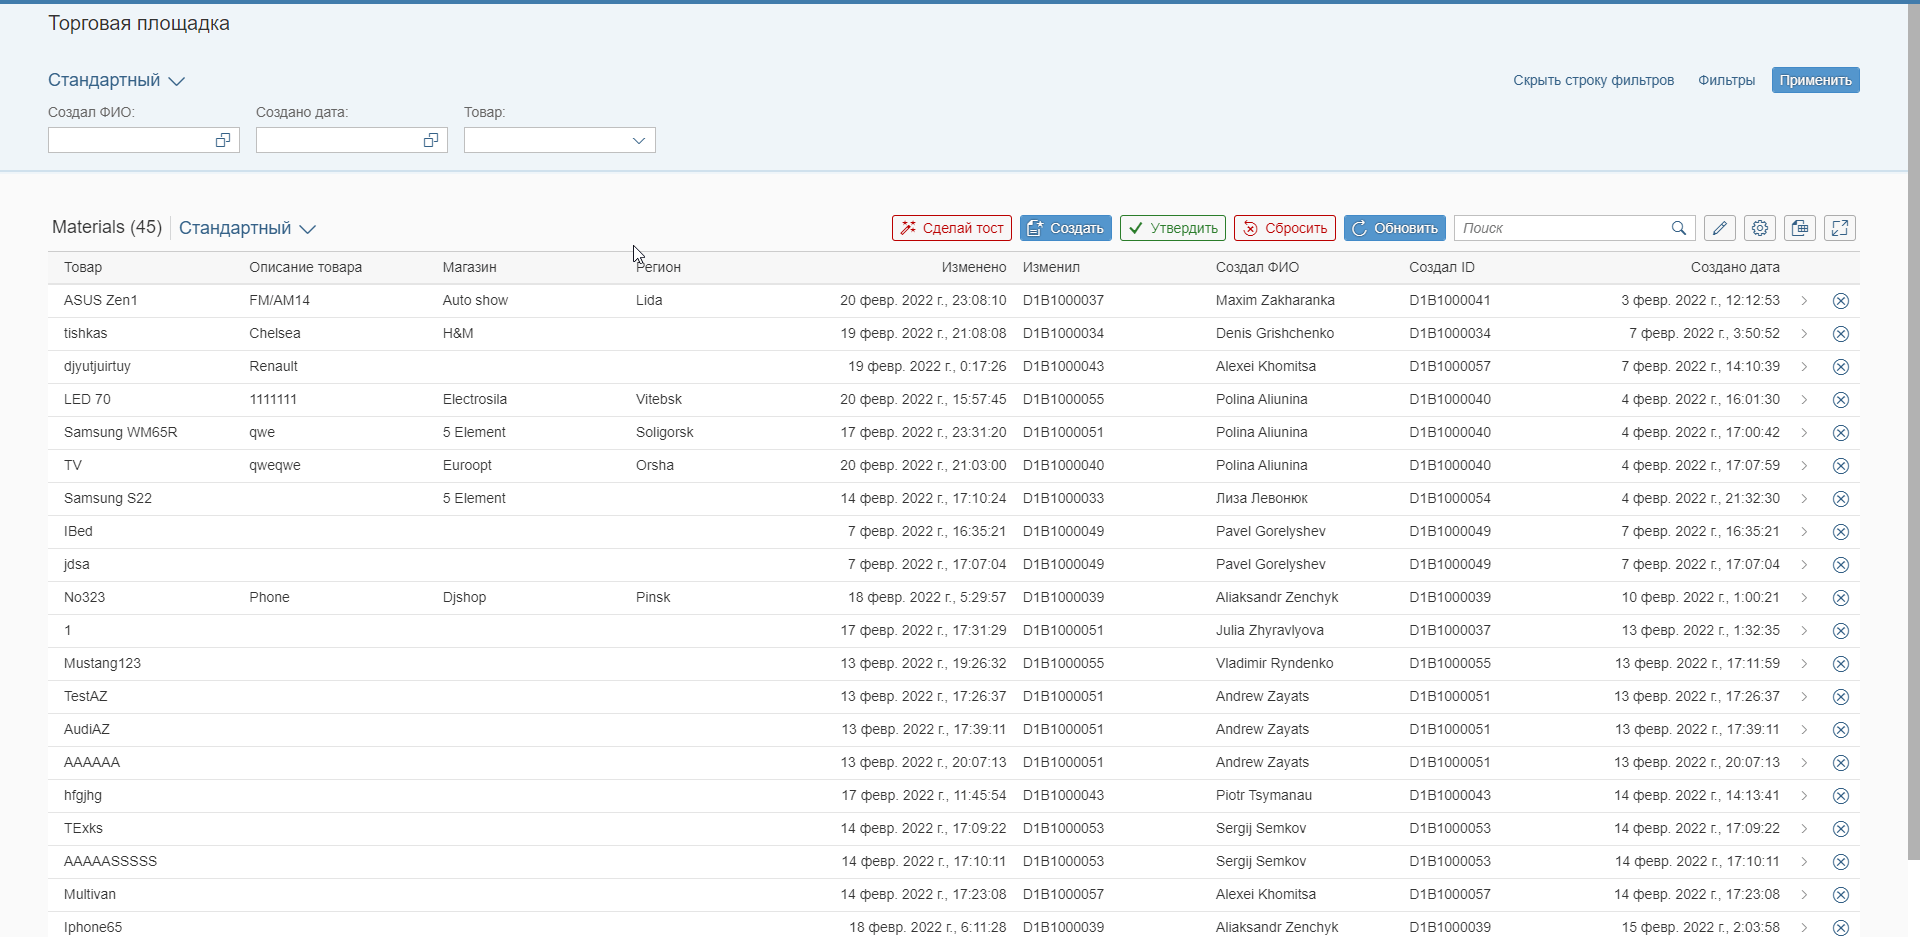 Торговая площадка
Стандартный
Скрыть строку фильтров Фильтры Применить
Создал ФИО: Создано дата: Товар:
Materials (45) Стандартный Сделай тост Создать Утвердить Сбросить Обновить Поиск
Товар Описание товара Магазин Регион Изменено Изменил Создал ФИО Создал ID Создано дата
ASUS Zen1 FM/AM14 Auto show Lida 20 февр. 2022 г., 23:08:10 D1B1000037 Maxim Zakharanka D1B1000041 3 февр. 2022 г., 12:12:53
tishkas Chelsea H&M 19 февр. 2022 г., 21:08:08 D1B1000034 Denis Grishchenko D1B1000034 7 февр. 2022 г., 3:50:52
djyutjuirtuy Renault 19 февр. 2022 г., 0:17:26 D1B1000043 Alexei Khomitsa D1B1000057 7 февр. 2022 г., 14:10:39
LED 70 1111111 Electrosila Vitebsk 20 февр. 2022 г., 15:57:45 D1B1000055 Polina Aliunina D1B1000040 4 февр. 2022 г., 16:01:30
Samsung WM65R qwe 5 Element Soligorsk 17 февр. 2022 г., 23:31:20 D1B1000051 Polina Aliunina D1B1000040 4 февр. 2022 г., 17:00:42
TV qweqwe Euroopt Orsha 20 февр. 2022 г., 21:03:00 D1B1000040 Polina Aliunina D1B1000040 4 февр. 2022 г., 17:07:59
Samsung S22 5 Element 14 февр. 2022 г., 17:10:24 D1B1000033 Лиза Левонюк D1B1000054 4 февр. 2022 г., 21:32:30
IBed 7 февр. 2022 г., 16:35:21 D1B1000049 Pavel Gorelyshev D1B1000049 7 февр. 2022 г., 16:35:21
jdsa 7 февр. 2022 г., 17:07:04 D1B1000049 Pavel Gorelyshev D1B1000049 7 февр. 2022 г., 17:07:04
No323 Phone Djshop Pinsk 18 февр. 2022 г., 5:29:57 D1B1000039 Aliaksandr Zenchyk D1B1000039 10 февр. 2022 г., 1:00:21
1 17 февр. 2022 г., 17:31:29 D1B1000051 Julia Zhyravlyova D1B1000037 13 февр. 2022 г., 1:32:35
Mustang123 13 февр. 2022 г., 19:26:32 D1B1000055 Vladimir Ryndenko D1B1000055 13 февр. 2022 г., 17:11:59
TestAZ 13 февр. 2022 г., 17:26:37 D1B1000051 Andrew Zayats D1B1000051 13 февр. 2022 г., 17:26:37
AudiAZ 13 февр. 2022 г., 17:39:11 D1B1000051 Andrew Zayats D1B1000051 13 февр. 2022 г., 17:39:11
AAAAAA 13 февр. 2022 г., 20:07:13 D1B1000051 Andrew Zayats D1B1000051 13 февр. 2022 г., 20:07:13
hfgjhg 17 февр. 2022 г., 11:45:54 D1B1000043 Piotr Tsymanau D1B1000043 14 февр. 2022 г., 14:13:41
TExks 14 февр. 2022 г., 17:09:22 D1B1000053 Sergij Semkov D1B1000053 14 февр. 2022 г., 17:09:22
AAAAASSSSS 14 февр. 2022 г., 17:10:11 D1B1000053 Sergij Semkov D1B1000053 14 февр. 2022 г., 17:10:11
Multivan 14 февр. 2022 г., 17:23:08 D1B1000057 Alexei Khomitsa D1B1000057 14 февр. 2022 г., 17:23:08
Iphone65 18 февр. 2022 г., 6:11:28 D1B1000039 Aliaksandr Zenchyk D1B1000039 15 февр. 2022 г., 2:03:58